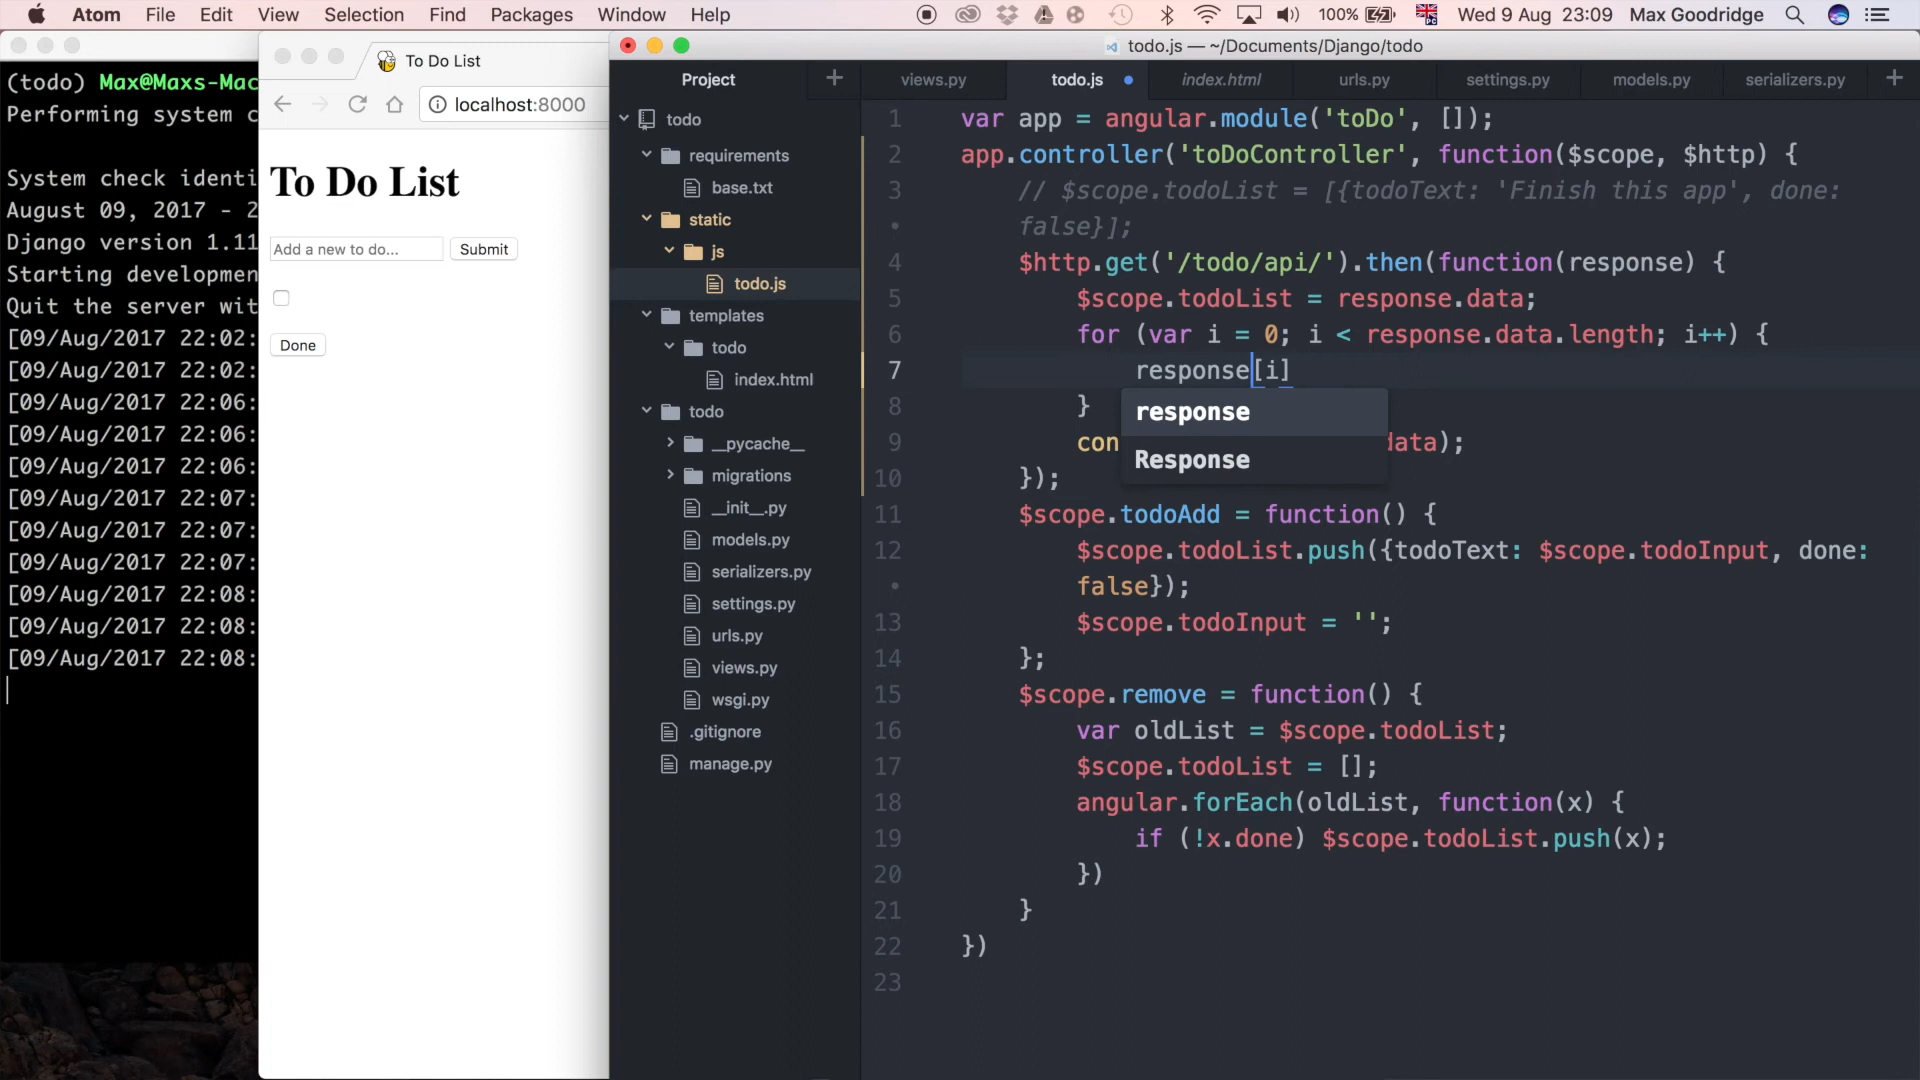 Atom File Edit View Selection Find Packages Window Help 100% Wed 9 Aug 23:09 Max Goodridge
(todo) Max@Maxs-Mac
Performing system c
System check identi
August 09, 2017 - 2
Django version 1.11
Starting developmen
Quit the server wit
[09/Aug/2017 22:02:
[09/Aug/2017 22:02:
[09/Aug/2017 22:06:
[09/Aug/2017 22:06:
[09/Aug/2017 22:06:
[09/Aug/2017 22:07:
[09/Aug/2017 22:07:
[09/Aug/2017 22:07:
[09/Aug/2017 22:08:
[09/Aug/2017 22:08:
[09/Aug/2017 22:08:
To Do List
localhost:8000
To Do List
Add a new to do... Submit
Done
todo.js — ~/Documents/Django/todo
Project
todo
requirements
base.txt
static
js
todo.js
templates
todo
index.html
todo
__pycache__
migrations
__init__.py
models.py
serializers.py
settings.py
urls.py
views.py
wsgi.py
.gitignore
manage.py
views.py todo.js index.html urls.py settings.py models.py serializers.py
1 var app = angular.module('toDo', []);
2 app.controller('toDoController', function($scope, $http) {
3 // $scope.todoList = [{todoText: 'Finish this app', done:
• false}];
4 $http.get('/todo/api/').then(function(response) {
5 $scope.todoList = response.data;
6 for (var i = 0; i < response.data.length; i++) {
7 response[i]
8 }
response
9 con data);
Response
10 });
11 $scope.todoAdd = function() {
12 $scope.todoList.push({todoText: $scope.todoInput, done:
• false});
13 $scope.todoInput = '';
14 };
15 $scope.remove = function() {
16 var oldList = $scope.todoList;
17 $scope.todoList = [];
18 angular.forEach(oldList, function(x) {
19 if (!x.done) $scope.todoList.push(x);
20 })
21 }
22 })
23